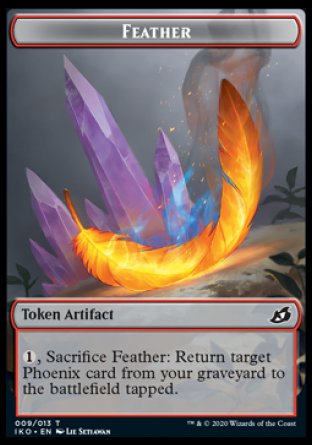 FEATHER
Token Artifact
1, Sacrifice Feather: Return target
Phoenix card from your graveyard to
the battlefield tapped.
009/013 T
IKO • EN Lie Setiawan
™ & © 2020 Wizards of the Coast